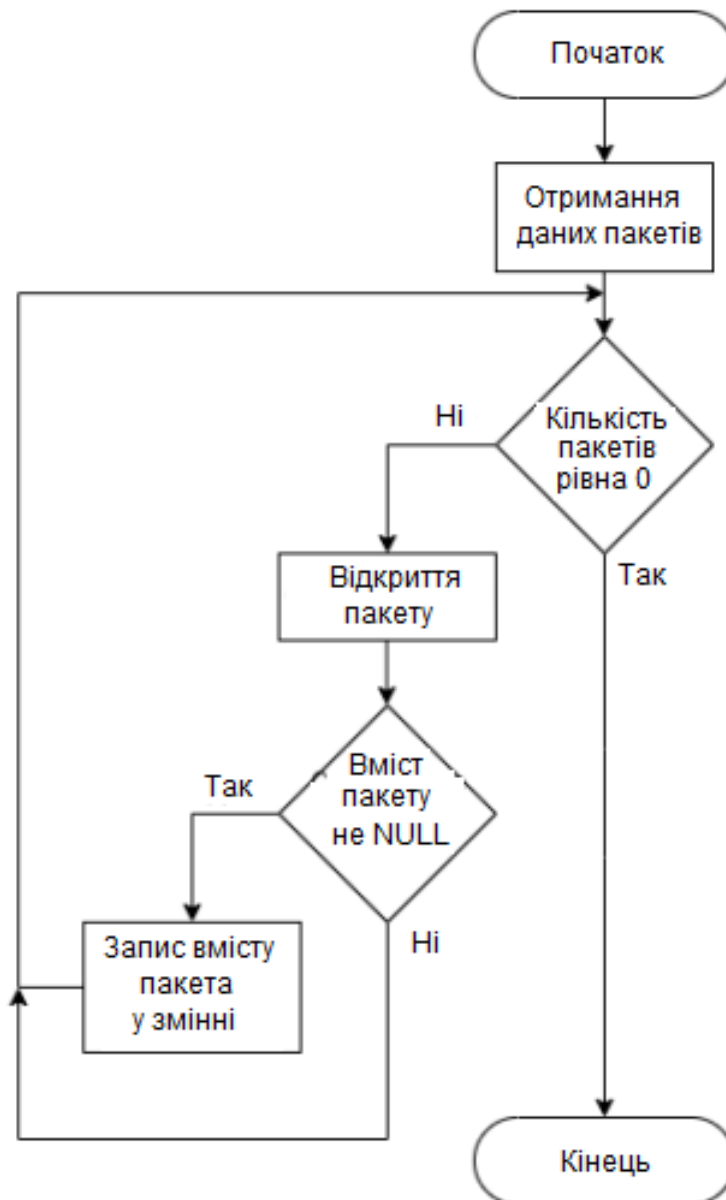 Початок
Отримання
даних пакетів
Ні
Кількість
пакетів
рівна 0
Так
Відкриття
пакету
Так
Вміст
пакету
не NULL
Ні
Запис вмісту
пакета
у змінні
Кінець